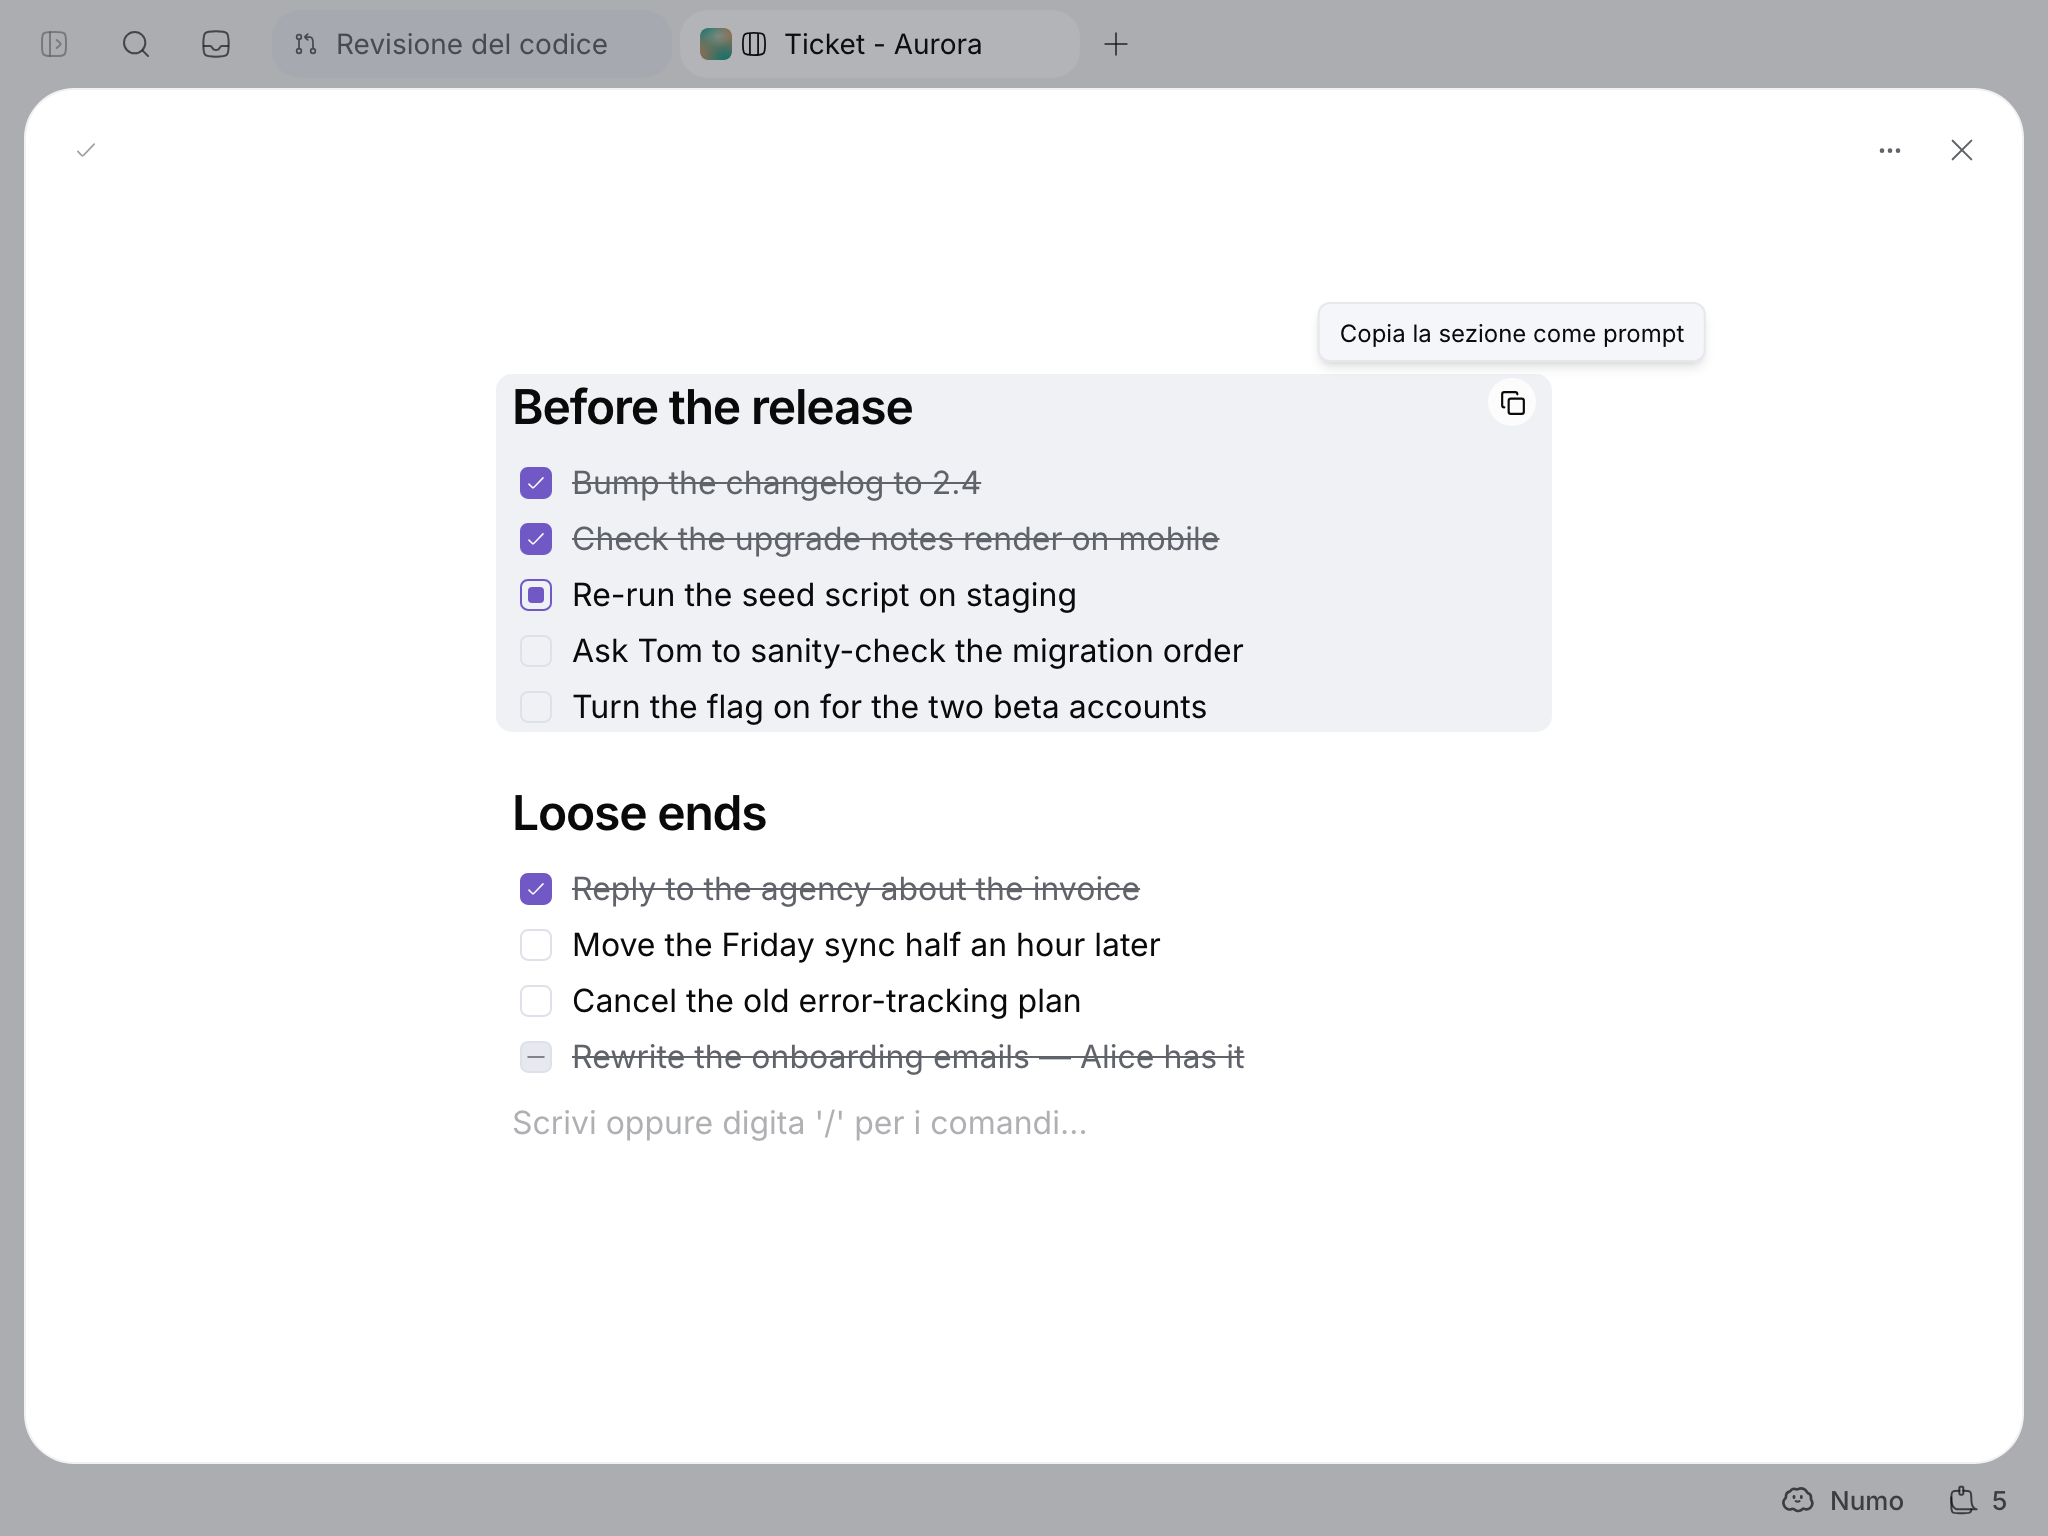 Revisione del codice
Ticket - Aurora
Copia la sezione come prompt
Before the release
Bump the changelog to 2.4
Check the upgrade notes render on mobile
Re-run the seed script on staging
Ask Tom to sanity-check the migration order
Turn the flag on for the two beta accounts
Loose ends
Reply to the agency about the invoice
Move the Friday sync half an hour later
Cancel the old error-tracking plan
Rewrite the onboarding emails — Alice has it
Scrivi oppure digita '/' per i comandi...
Numo
5